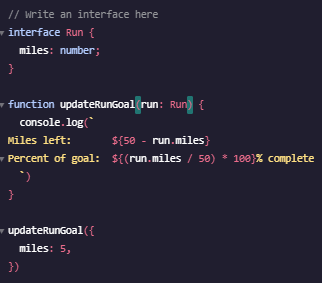 // Write an interface here
interface Run {
  miles: number;
}

function updateRunGoal(run: Run) {
  console.log(`
Miles left:       ${50 - run.miles}
Percent of goal:  ${(run.miles / 50) * 100}% complete
  `)
}

updateRunGoal({
  miles: 5,
})